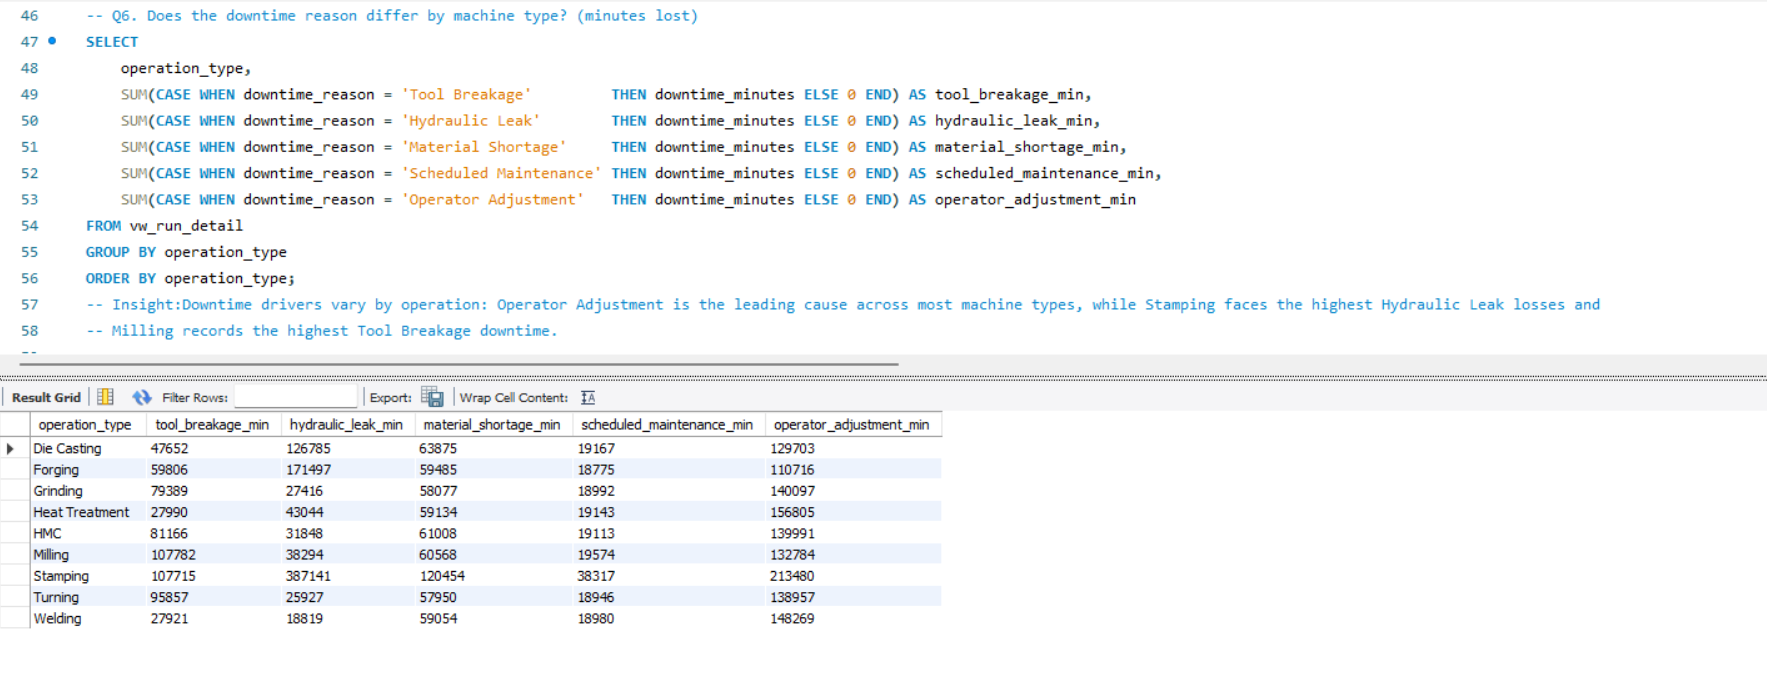 46 -- Q6. Does the downtime reason differ by machine type? (minutes lost)
47 SELECT
48 operation_type,
49 SUM(CASE WHEN downtime_reason = 'Tool Breakage' THEN downtime_minutes ELSE 0 END) AS tool_breakage_min,
50 SUM(CASE WHEN downtime_reason = 'Hydraulic Leak' THEN downtime_minutes ELSE 0 END) AS hydraulic_leak_min,
51 SUM(CASE WHEN downtime_reason = 'Material Shortage' THEN downtime_minutes ELSE 0 END) AS material_shortage_min,
52 SUM(CASE WHEN downtime_reason = 'Scheduled Maintenance' THEN downtime_minutes ELSE 0 END) AS scheduled_maintenance_min,
53 SUM(CASE WHEN downtime_reason = 'Operator Adjustment' THEN downtime_minutes ELSE 0 END) AS operator_adjustment_min
54 FROM vw_run_detail
55 GROUP BY operation_type
56 ORDER BY operation_type;
57 -- Insight:Downtime drivers vary by operation: Operator Adjustment is the leading cause across most machine types, while Stamping faces the highest Hydraulic Leak losses and
58 -- Milling records the highest Tool Breakage downtime.
Result Grid Filter Rows: Export: Wrap Cell Content:
operation_type tool_breakage_min hydraulic_leak_min material_shortage_min scheduled_maintenance_min operator_adjustment_min
Die Casting 47652 126785 63875 19167 129703
Forging 59806 171497 59485 18775 110716
Grinding 79389 27416 58077 18992 140097
Heat Treatment 27990 43044 59134 19143 156805
HMC 81166 31848 61008 19113 139991
Milling 107782 38294 60568 19574 132784
Stamping 107715 387141 120454 38317 213480
Turning 95857 25927 57950 18946 138957
Welding 27921 18819 59054 18980 148269